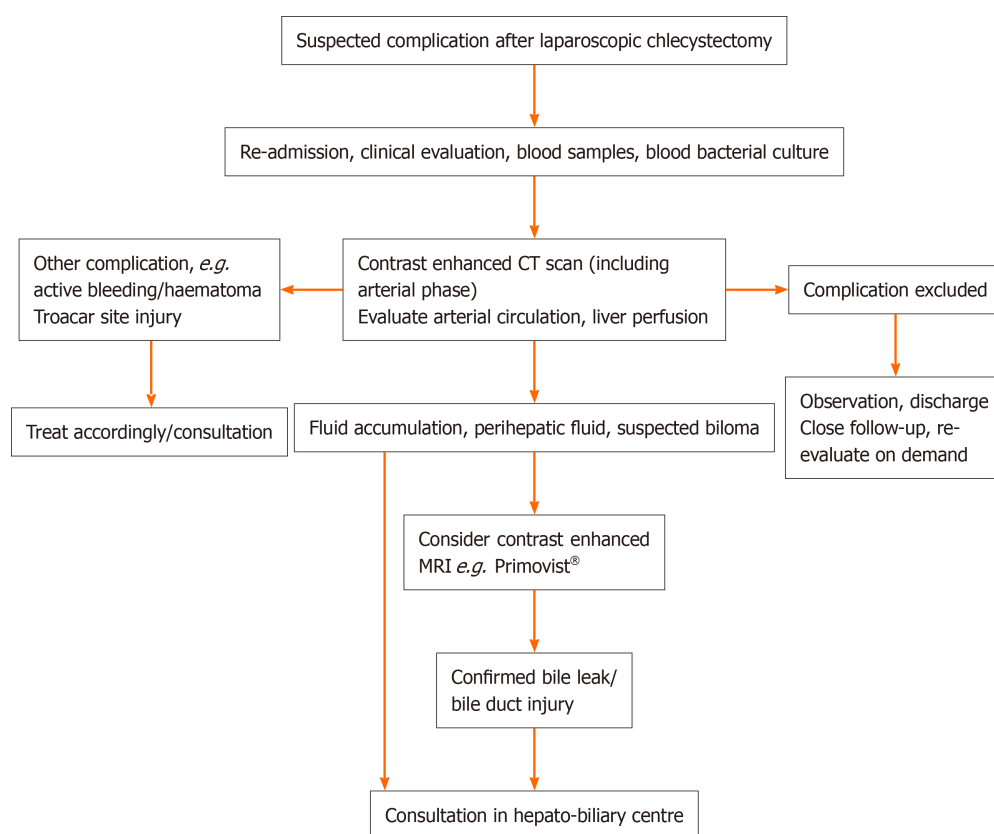 Suspected complication after laparoscopic chlecystectomy
Re-admission, clinical evaluation, blood samples, blood bacterial culture
Other complication, e.g.
active bleeding/haematoma
Troacar site injury
Contrast enhanced CT scan (including
arterial phase)
Evaluate arterial circulation, liver perfusion
Complication excluded
Treat accordingly/consultation
Fluid accumulation, perihepatic fluid, suspected biloma
Observation, discharge
Close follow-up, re-
evaluate on demand
Consider contrast enhanced
MRI e.g. Primovist®
Confirmed bile leak/
bile duct injury
Consultation in hepato-biliary centre